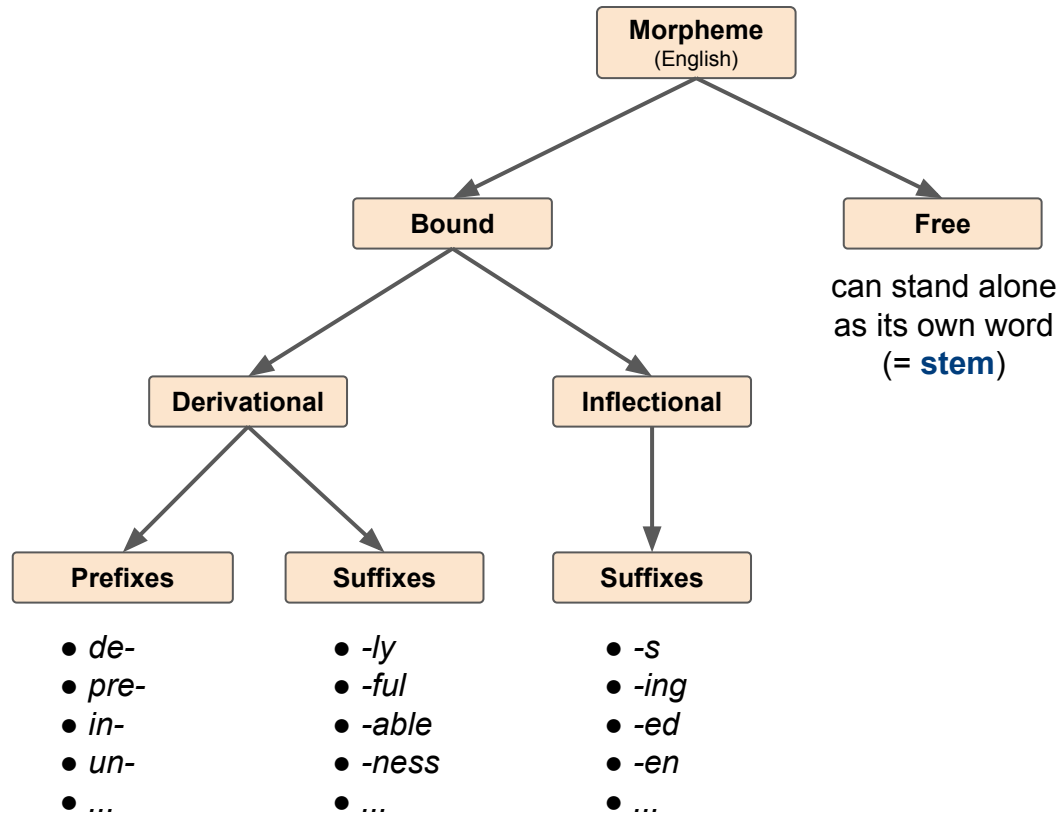 Morpheme
(English)
Bound
Free
can stand alone
as its own word
(= stem)
Derivational
Inflectional
Prefixes
Suffixes
Suffixes
● de-
● pre-
● in-
● un-
● ...
● -ly
● -ful
● -able
● -ness
● ...
● -s
● -ing
● -ed
● -en
● ...